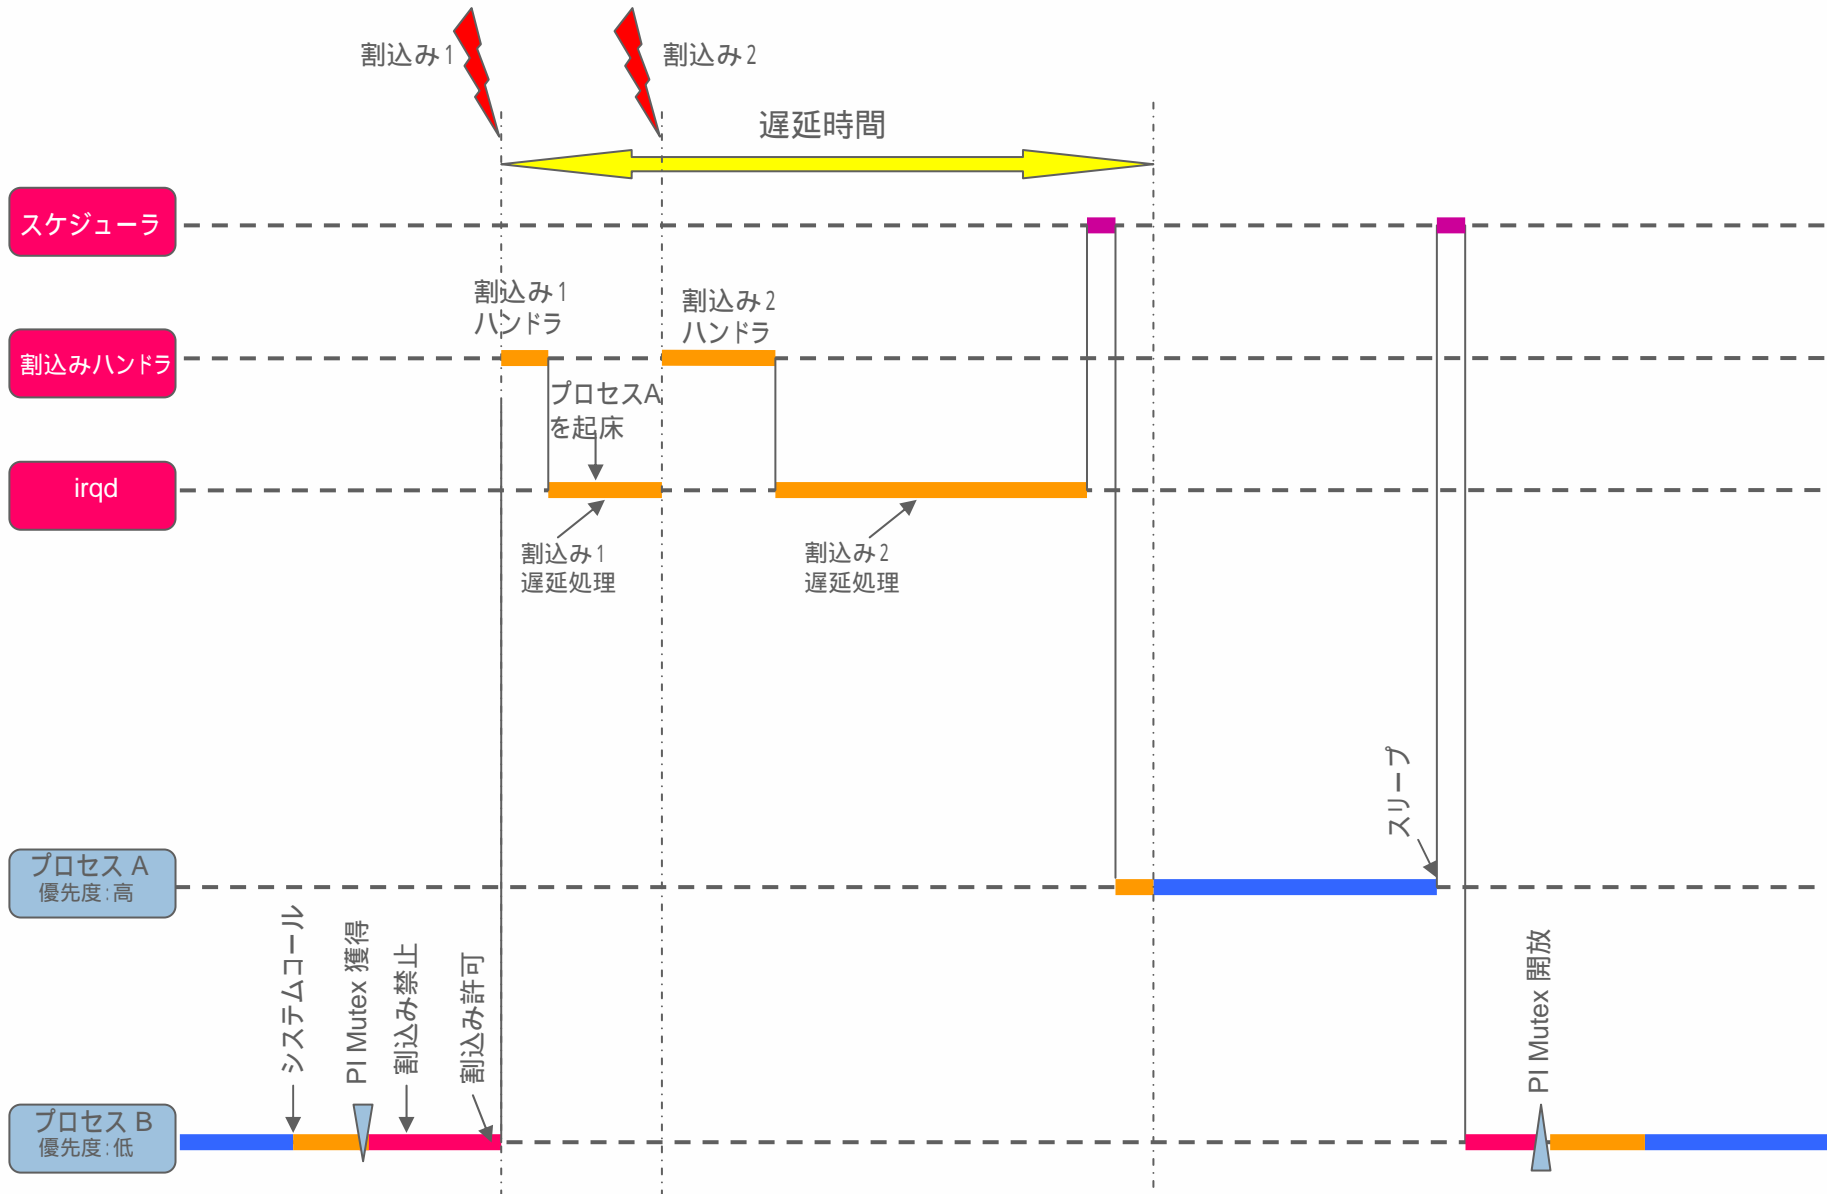 割込み1
割込み2
遅延時間
スケジューラ
割込み1
ハンドラ
割込み2
ハンドラ
割込みハンドラ
プロセスA
を起床
irqd
割込み1
遅延処理
割込み2
遅延処理
スリープ
プロセス A
優先度:高
システムコール
PI Mutex 獲得
割込み禁止
割込み許可
PI Mutex 開放
プロセス B
優先度:低